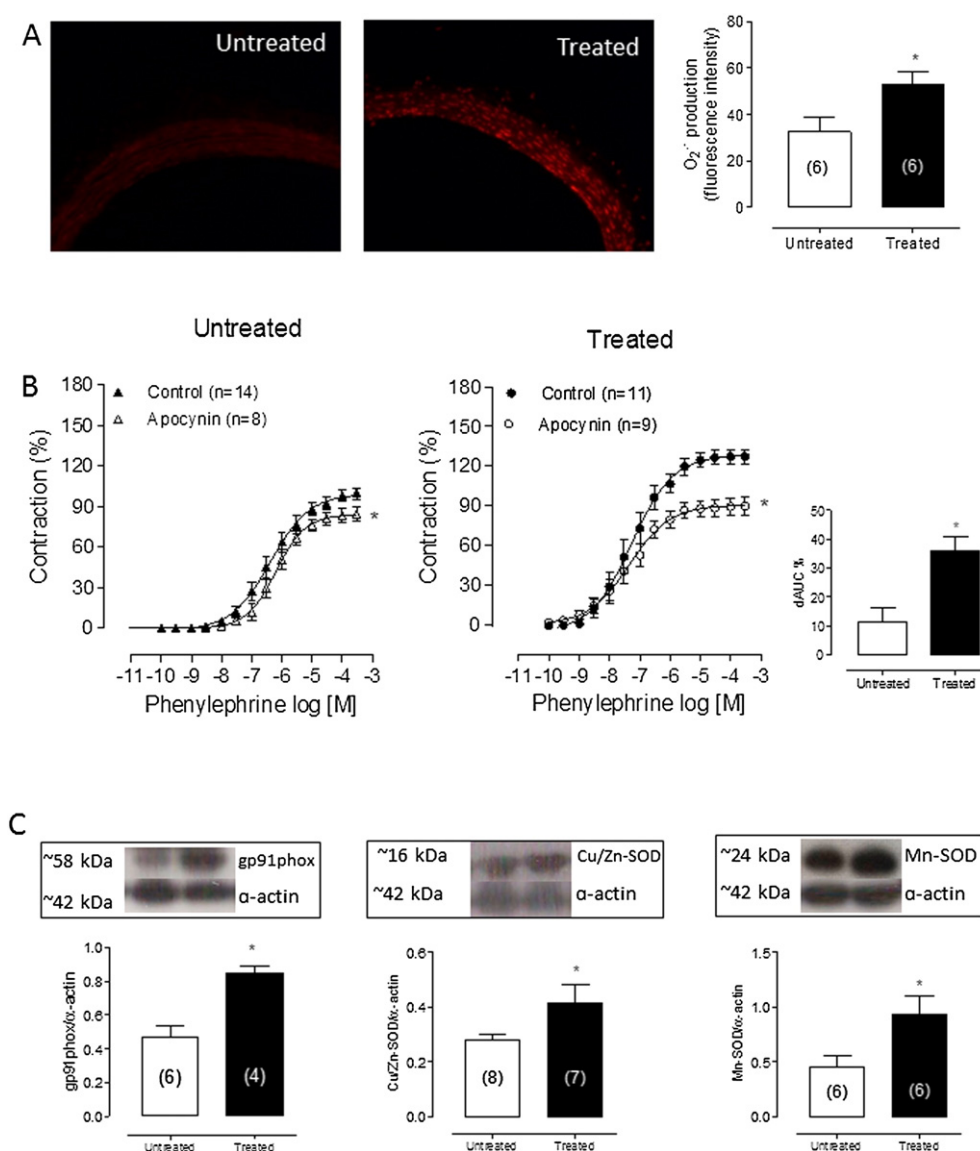 A
Untreated
Treated
O₂˙⁻ production
(fluorescence intensity)
80
60
40
20
0
*
(6)
(6)
Untreated
Treated
Untreated
Treated
B
Contraction (%)
180
150
120
90
60
30
0
Control (n=14)
Apocynin (n=8)
*
-11-10 -9 -8 -7 -6 -5 -4 -3
Phenylephrine log [M]
Contraction (%)
180
150
120
90
60
30
0
Control (n=11)
Apocynin (n=9)
*
-11-10 -9 -8 -7 -6 -5 -4 -3
Phenylephrine log [M]
dAUC %
50
40
30
20
10
0
*
Untreated
Treated
C
~58 kDa
gp91phox
~42 kDa
α-actin
~16 kDa
Cu/Zn-SOD
~42 kDa
α-actin
~24 kDa
Mn-SOD
~42 kDa
α-actin
gp91phox/α-actin
1.0
0.8
0.6
0.4
0.2
0.0
*
(6)
(4)
Untreated
Treated
Cu/Zn-SOD/α-actin
0.6
0.4
0.2
0.0
*
(8)
(7)
Untreated
Treated
Mn-SOD/α-actin
1.5
1.0
0.5
0.0
*
(6)
(6)
Untreated
Treated